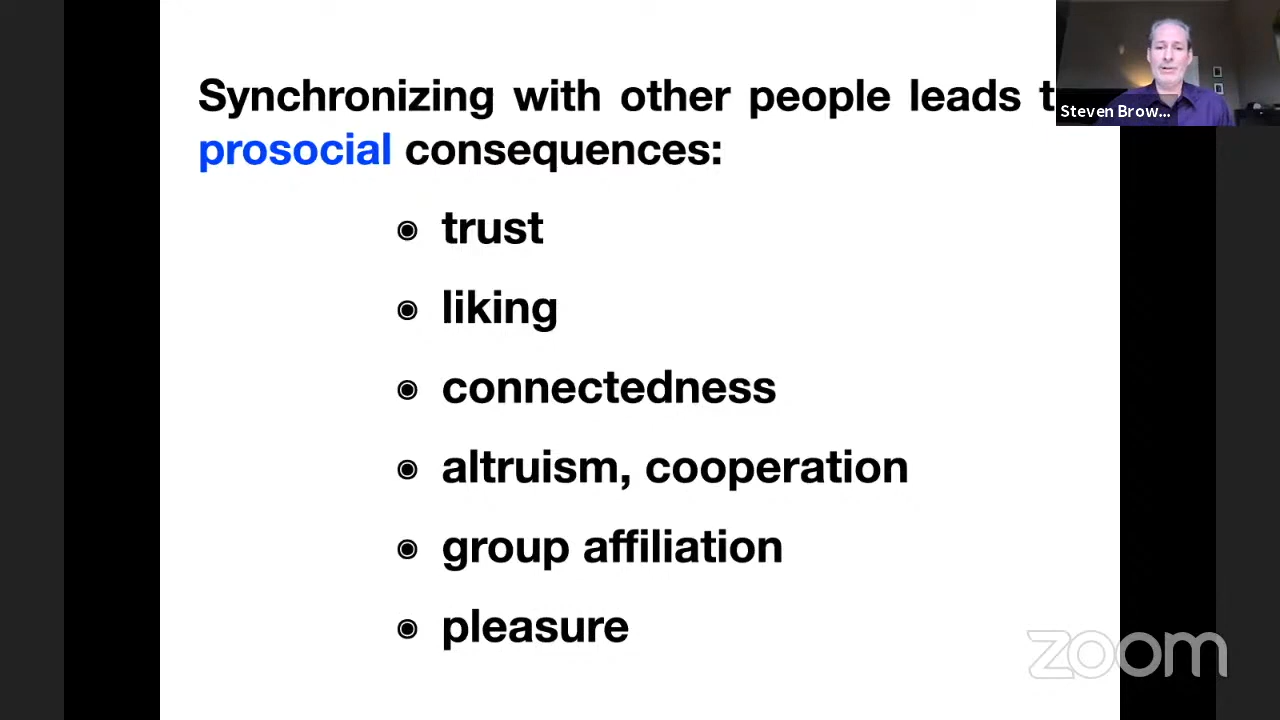 Synchronizing with other people leads t
prosocial consequences:
trust
liking
connectedness
altruism, cooperation
group affiliation
pleasure
Steven Brow...
zoom